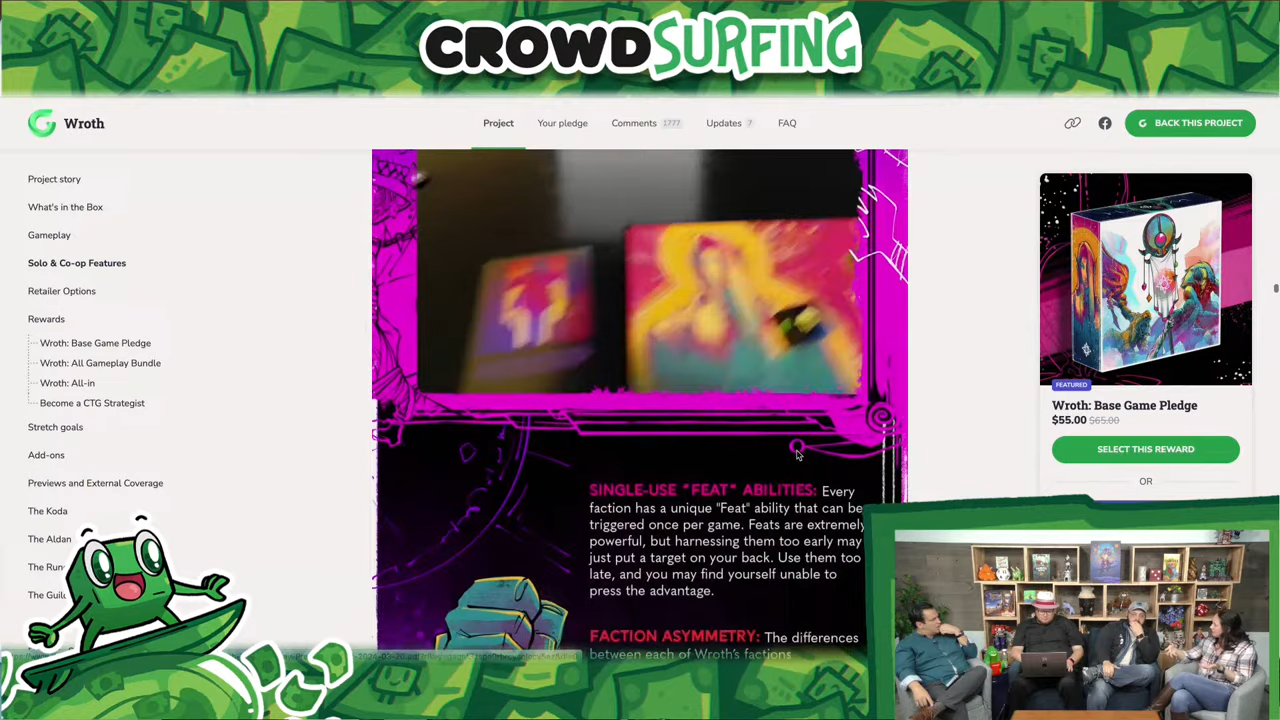 CROWDSURFING
Wroth
Project
Your pledge
Comments 1777
Updates 7
FAQ
BACK THIS PROJECT
Project story
What's in the Box
Gameplay
Solo & Co-op Features
Retailer Options
Rewards
Wroth: Base Game Pledge
Wroth: All Gameplay Bundle
Wroth: All-in
Become a CTG Strategist
Stretch goals
Add-ons
Previews and External Coverage
The Koda
The Aldan
The Run
The Guil
SINGLE-USE "FEAT" ABILITIES: Every
faction has a unique "Feat" ability that can be
triggered once per game. Feats are extremely
powerful, but harnessing them too early may
just put a target on your back. Use them too
late, and you may find yourself unable to
press the advantage.
FACTION ASYMMETRY: The differences
between each of Wroth's factions
FEATURED
Wroth: Base Game Pledge
$55.00 $65.00
SELECT THIS REWARD
OR